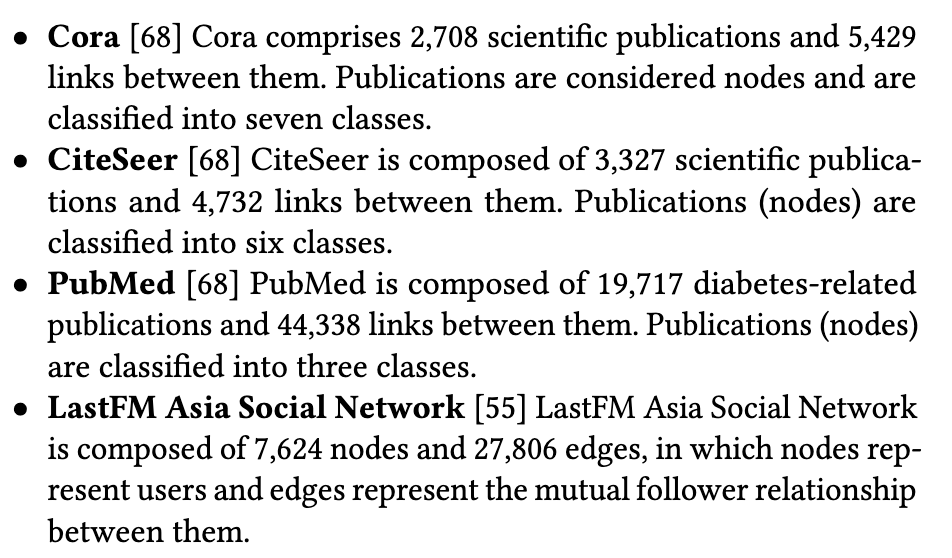 • Cora [68] Cora comprises 2,708 scientific publications and 5,429
links between them. Publications are considered nodes and are
classified into seven classes.
• CiteSeer [68] CiteSeer is composed of 3,327 scientific publica-
tions and 4,732 links between them. Publications (nodes) are
classified into six classes.
• PubMed [68] PubMed is composed of 19,717 diabetes-related
publications and 44,338 links between them. Publications (nodes)
are classified into three classes.
• LastFM Asia Social Network [55] LastFM Asia Social Network
is composed of 7,624 nodes and 27,806 edges, in which nodes rep-
resent users and edges represent the mutual follower relationship
between them.